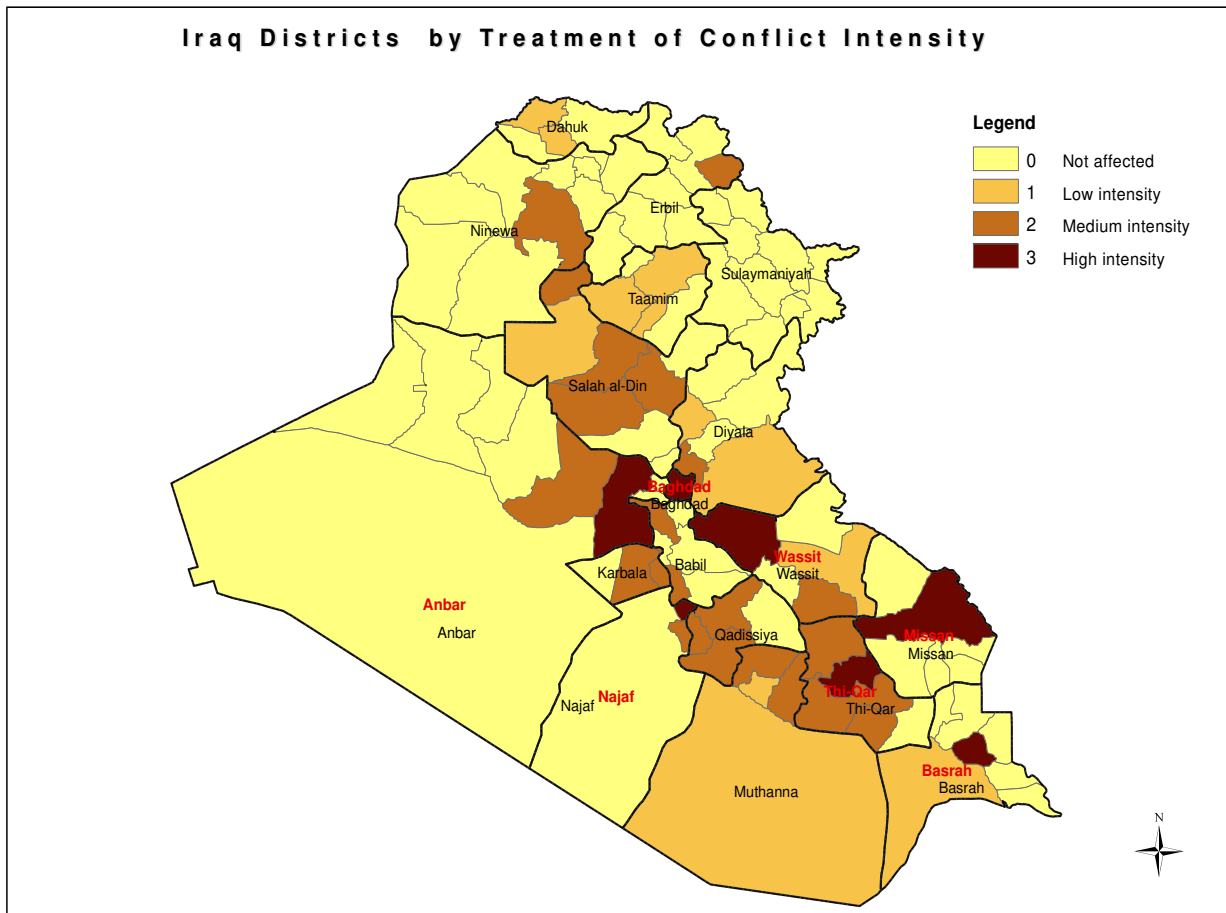 Iraq Districts by Treatment of Conflict Intensity
Legend
0 Not affected
1 Low intensity
2 Medium intensity
3 High intensity
Dahuk
Erbil
Ninewa
Sulaymaniyah
Taamim
Salah al-Din
Diyala
Baghdad
Baghdad
Wassit
Wassit
Babil
Karbala
Anbar
Anbar
Qadissiya
Missan
Missan
Najaf
Najaf
Thi-Qar
Thi-Qar
Basrah
Basrah
Muthanna
N